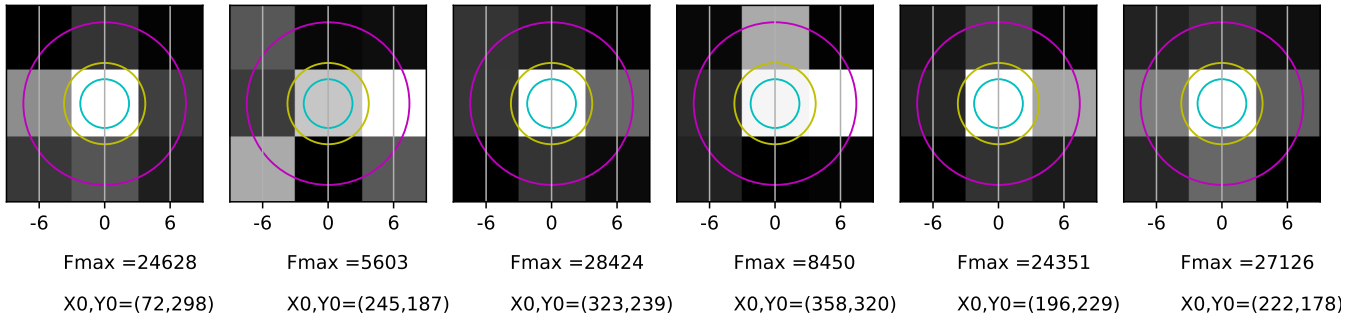 -6 0 6 -6 0 6 -6 0 6 -6 0 6 -6 0 6 -6 0 6
Fmax =24628 Fmax =5603 Fmax =28424 Fmax =8450 Fmax =24351 Fmax =27126
X0,Y0=(72,298) X0,Y0=(245,187) X0,Y0=(323,239) X0,Y0=(358,320) X0,Y0=(196,229) X0,Y0=(222,178)